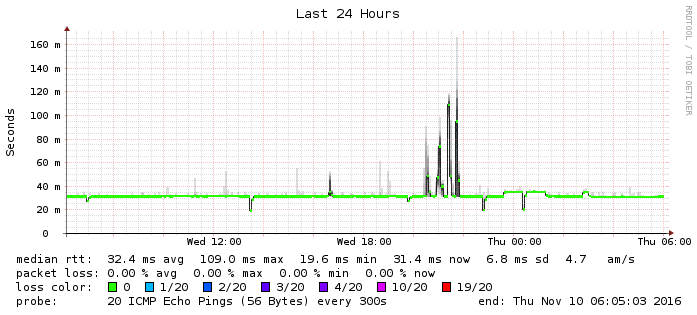 Last 24 Hours
RRDTOOL / TOBI OETIKER
Seconds
160 m
140 m
120 m
100 m
80 m
60 m
40 m
20 m
0
Wed 12:00 Wed 18:00 Thu 00:00 Thu 06:00
median rtt: 32.4 ms avg 109.0 ms max 19.6 ms min 31.4 ms now 6.8 ms sd 4.7 am/s
packet loss: 0.00 % avg 0.00 % max 0.00 % min 0.00 % now
loss color: 0 1/20 2/20 3/20 4/20 10/20 19/20
probe: 20 ICMP Echo Pings (56 Bytes) every 300s end: Thu Nov 10 06:05:03 2016